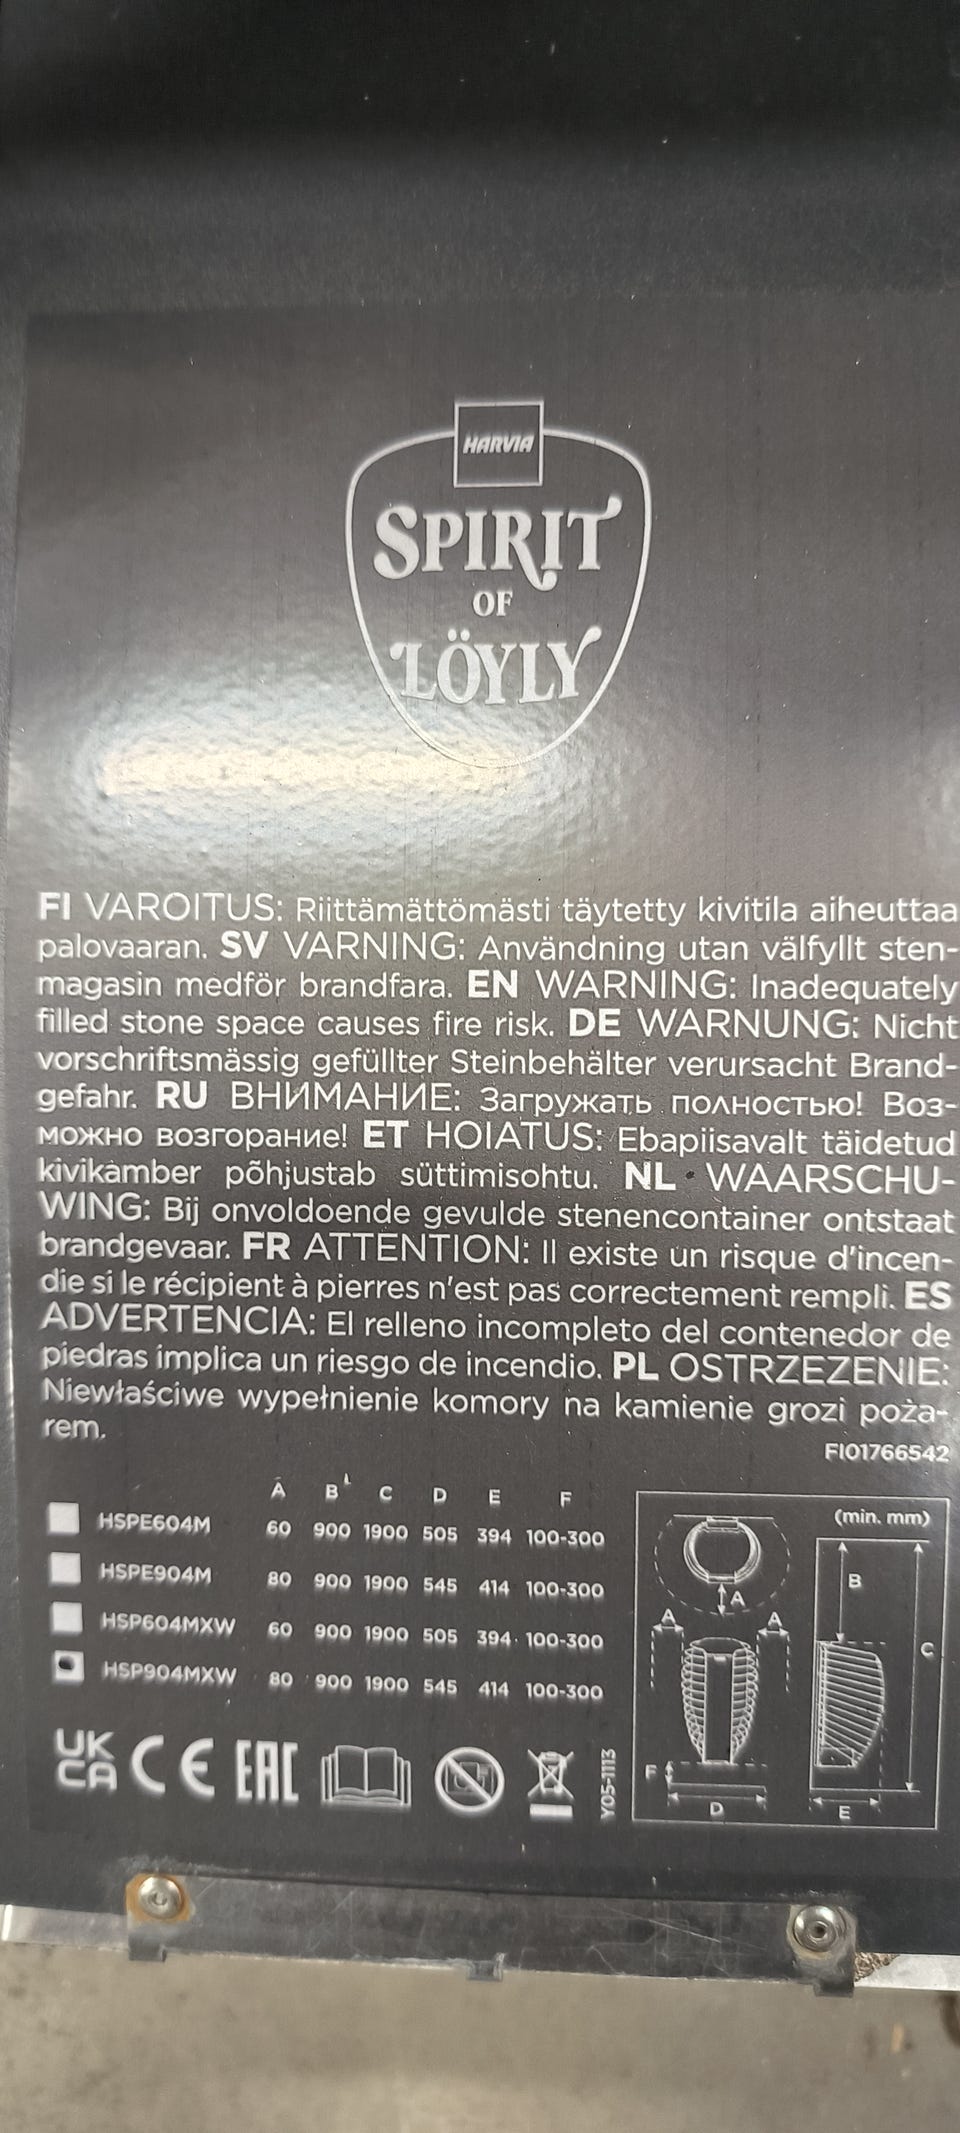 HARVIA
SPIRIT
OF
LÖYLY
FI VAROITUS: Riittämättömästi täytetty kivitila aiheuttaa
palovaaran. SV VARNING: Användning utan välfyllt sten-
magasin medför brandfara. EN WARNING: Inadequately
filled stone space causes fire risk. DE WARNUNG: Nicht
vorschriftsmässig gefüllter Steinbehälter verursacht Brand-
gefahr. RU ВНИМАНИЕ: Загружать полностью! Воз-
можно возгорание! ET HOIATUS: Ebapiisavalt täidetud
kivikamber põhjustab süttimisohtu. NL WAARSCHU-
WING: Bij onvoldoende gevulde stenencontainer ontstaat
brandgevaar. FR ATTENTION: Il existe un risque d'incen-
die si le récipient à pierres n'est pas correctement rempli. ES
ADVERTENCIA: El relleno incompleto del contenedor de
piedras implica un riesgo de incendio. PL OSTRZEZENIE:
Niewłaściwe wypełnienie komory na kamienie grozi poża-
rem.
FI01766542
A B C D E F
HSPE604M 60 900 1900 505 394 100-300
HSPE904M 80 900 1900 545 414 100-300
HSP604MXW 60 900 1900 505 394 100-300
HSP904MXW 80 900 1900 545 414 100-300
(min. mm)
A
A
A
B
C
F
D
E
UK
CA CE EAC
Y05-1113